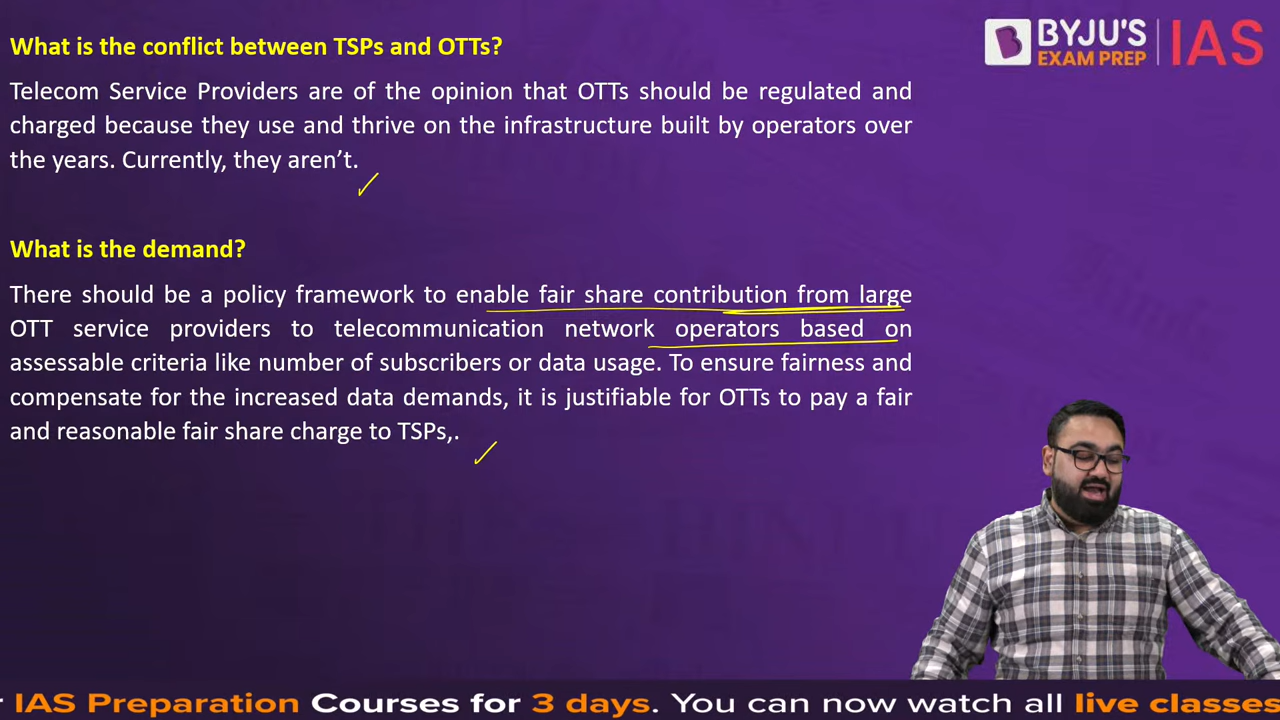 What is the conflict between TSPs and OTTs?
Telecom Service Providers are of the opinion that OTTs should be regulated and
charged because they use and thrive on the infrastructure built by operators over
the years. Currently, they aren’t.
What is the demand?
There should be a policy framework to enable fair share contribution from large
OTT service providers to telecommunication network operators based on
assessable criteria like number of subscribers or data usage. To ensure fairness and
compensate for the increased data demands, it is justifiable for OTTs to pay a fair
and reasonable fair share charge to TSPs,.
BYJU'S
EXAM PREP
IAS
IAS Preparation Courses for 3 days. You can now watch all live classes